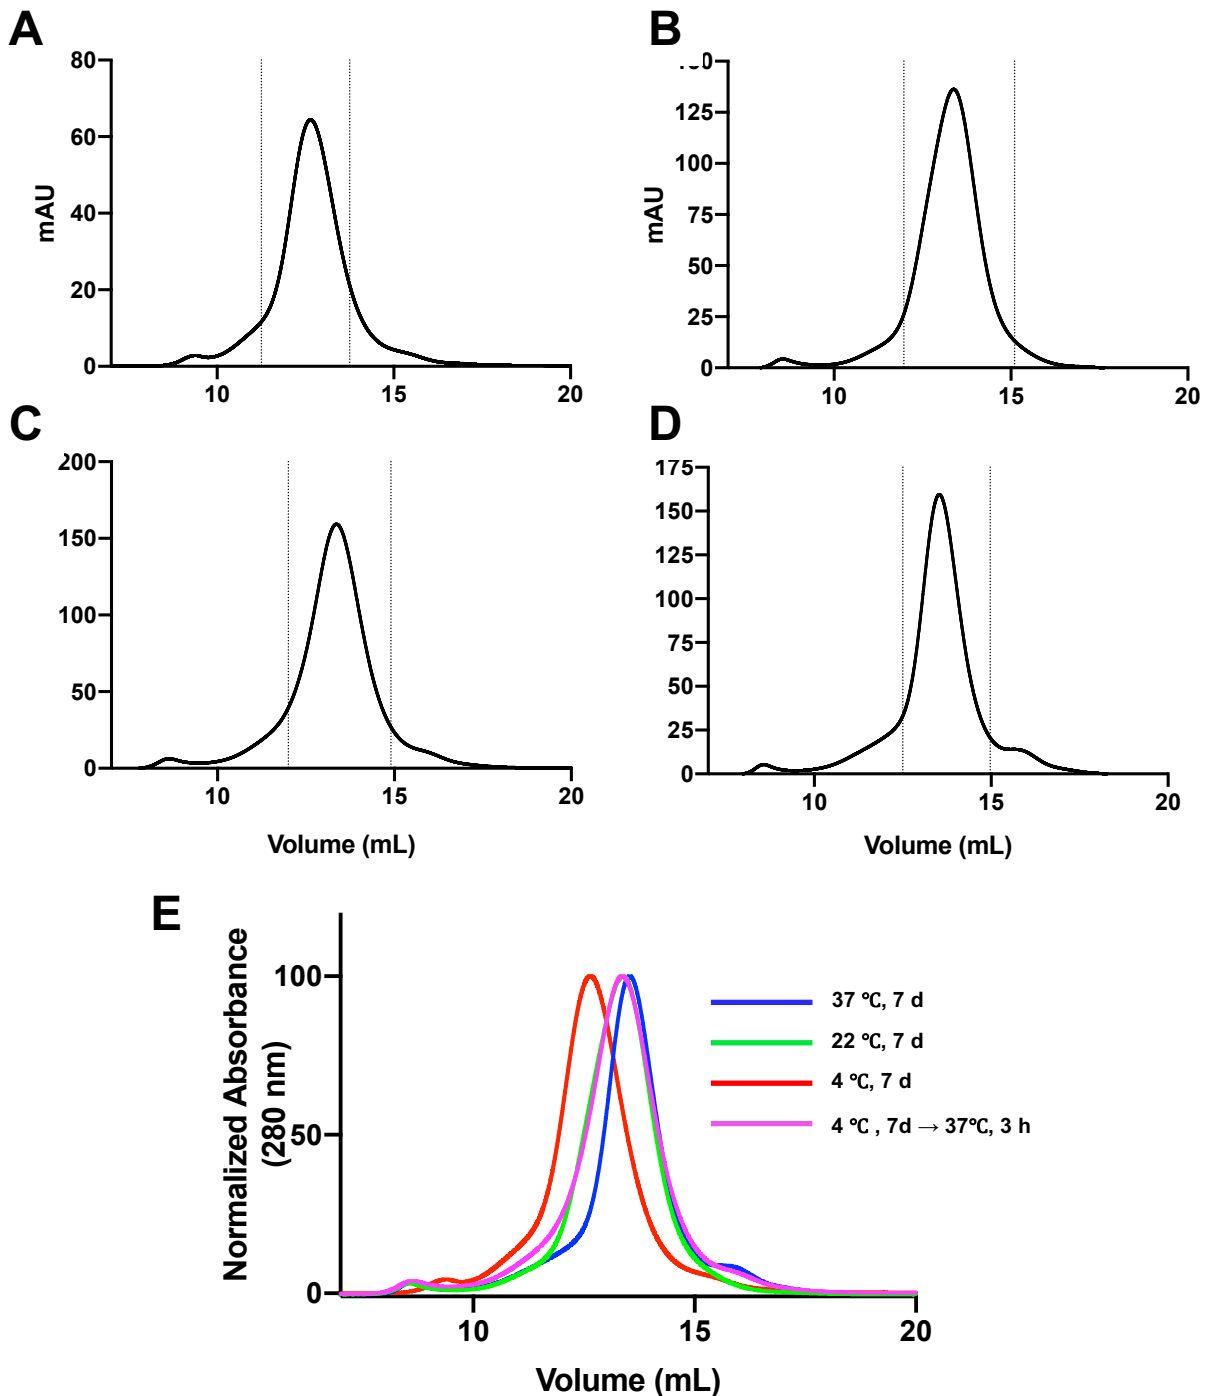 A
B
80
60
40
20
0
mAU
10
15
20
125
100
75
50
25
0
mAU
10
15
20
C
D
200
150
100
50
0
10
15
20
Volume (mL)
175
150
125
100
75
50
25
0
10
15
20
Volume (mL)
E
Normalized Absorbance
(280 nm)
100
50
0
10
15
20
Volume (mL)
37 ℃, 7 d
22 ℃, 7 d
4 ℃, 7 d
4 ℃ , 7d → 37℃, 3 h